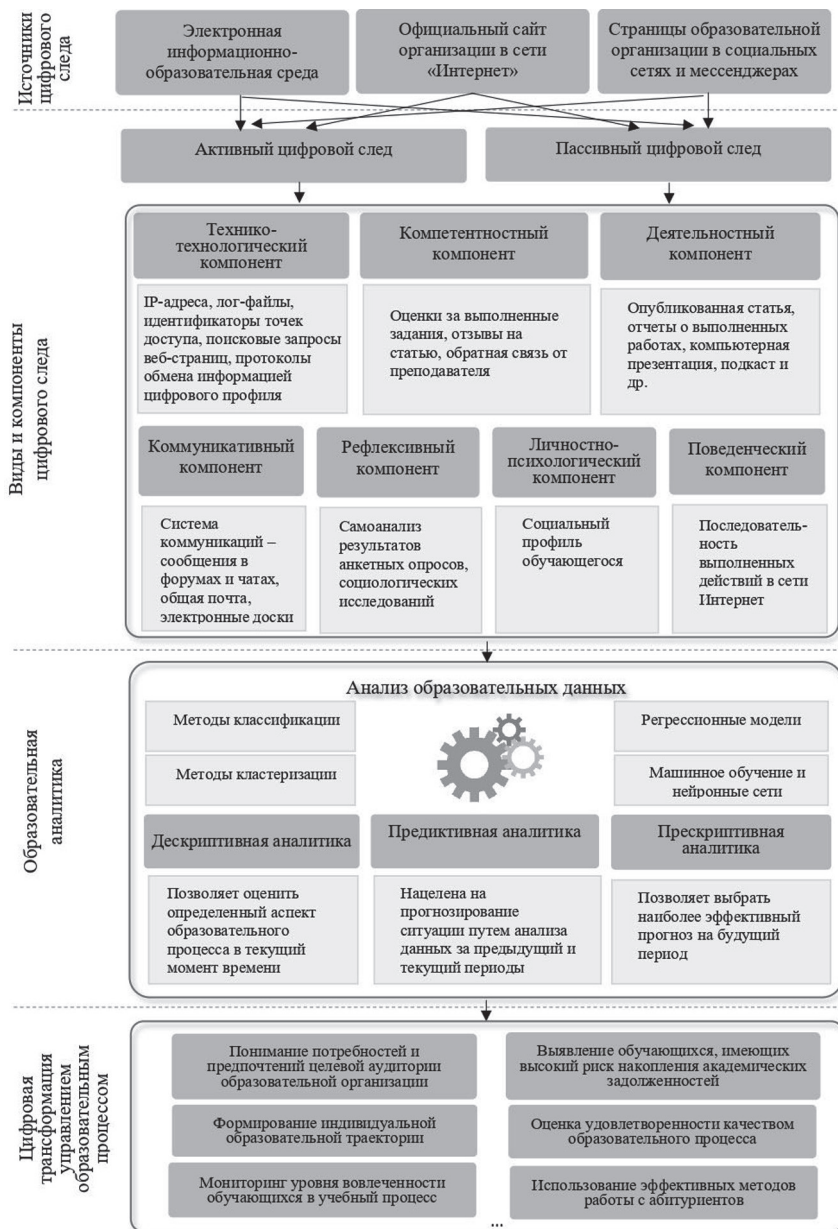 Источники
цифрового
следа
Электронная
информационно-
образовательная среда
Официальный сайт
организации в сети
«Интернет»
Страницы образовательной
организации в социальных
сетях и мессенджерах
Виды и компоненты
цифрового следа
Активный цифровой след
Пассивный цифровой след
Технико-
технологический
компонент
Компетентностный
компонент
Деятельностный
компонент
IP-адреса, лог-файлы,
идентификаторы точек
доступа, поисковые запросы
веб-страниц, протоколы
обмена информацией
цифрового профиля
Оценки за выполненные
задания, отзывы на
статью, обратная связь от
преподавателя
Опубликованная статья,
отчеты о выполненных
работах, компьютерная
презентация, подкаст и
др.
Коммуникативный
компонент
Рефлексивный
компонент
Личностно-
психологический
компонент
Поведенческий
компонент
Система
коммуникаций –
сообщения в
форумах и чатах,
общая почта,
электронные доски
Самоанализ
результатов
анкетных опросов,
социологических
исследований
Социальный
профиль
обучающегося
Последователь-
ность
выполненных
действий в сети
Интернет
Образовательная
аналитика
Анализ образовательных данных
Методы классификации
Регрессионные модели
Методы кластеризации
Машинное обучение и
нейронные сети
Дескриптивная аналитика
Предиктивная аналитика
Прескриптивная
аналитика
Позволяет оценить
определенный аспект
образовательного
процесса в текущий
момент времени
Нацелена на
прогнозирование
ситуации путем анализа
данных за предыдущий и
текущий периоды
Позволяет выбрать
наиболее эффективный
прогноз на будущий
период
Цифровая
трансформация
управлением
образовательным
процессом
Понимание потребностей и
предпочтений целевой аудитории
образовательной организации
Выявление обучающихся, имеющих
высокий риск накопления академических
задолженностей
Формирование индивидуальной
образовательной траектории
Оценка удовлетворенности качеством
образовательного процесса
Мониторинг уровня вовлеченности
обучающихся в учебный процесс
Использование эффективных методов
работы с абитуриентов
...